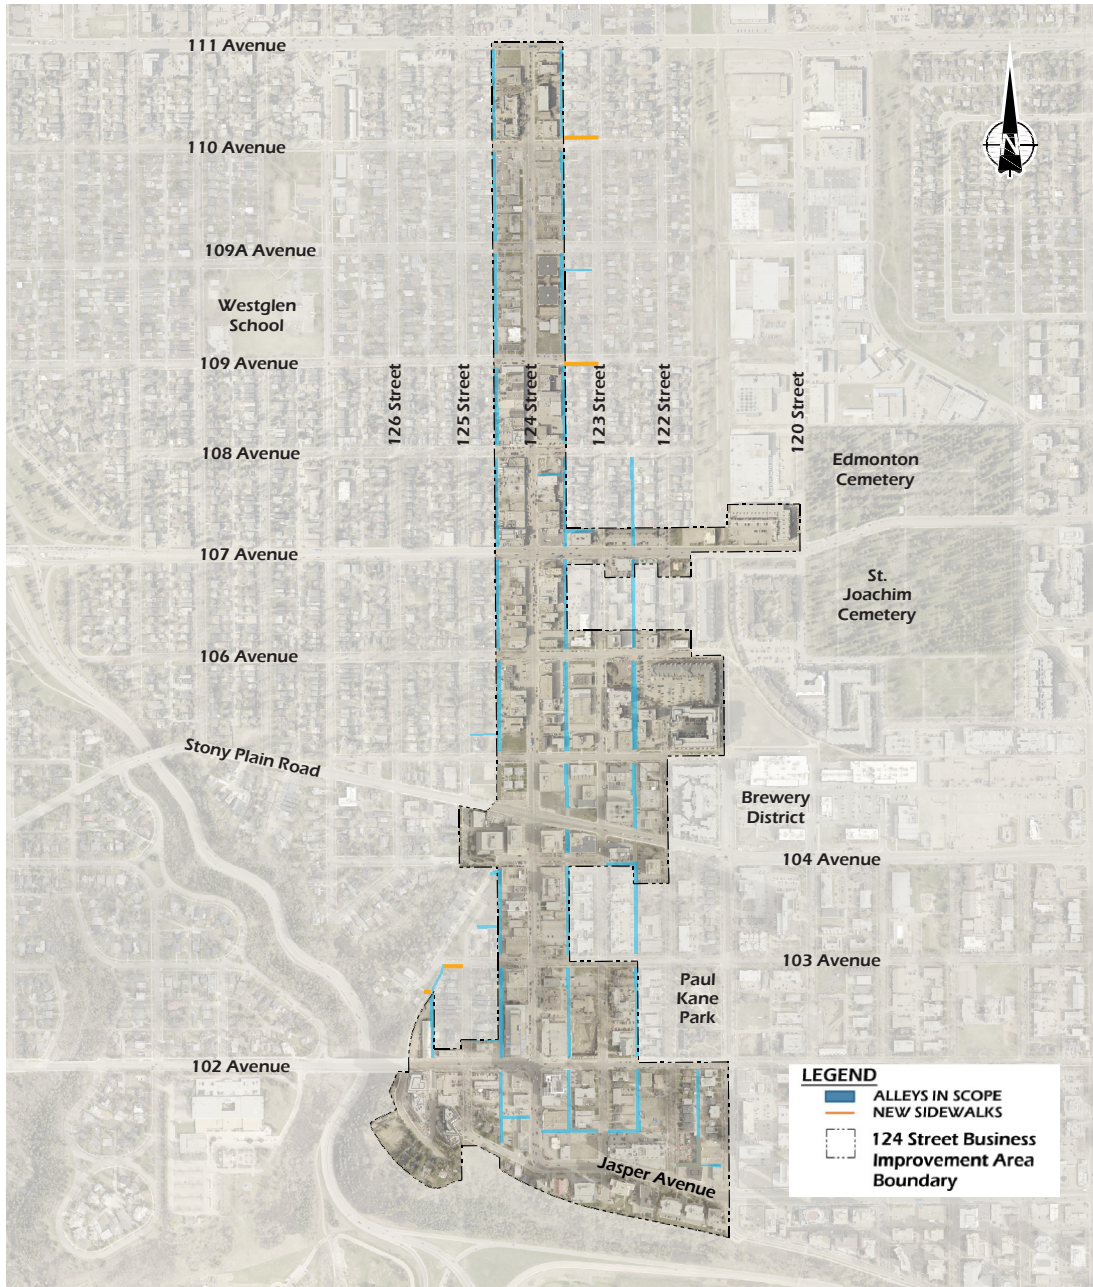 111 Avenue
N
110 Avenue
109A Avenue
Westglen
School
109 Avenue
126 Street
125 Street
124 Street
123 Street
122 Street
120 Street
108 Avenue
Edmonton
Cemetery
107 Avenue
St.
Joachim
Cemetery
106 Avenue
Stony Plain Road
Brewery
District
104 Avenue
103 Avenue
Paul
Kane
Park
102 Avenue
LEGEND
ALLEYS IN SCOPE
NEW SIDEWALKS
124 Street Business
Improvement Area
Boundary
Jasper Avenue